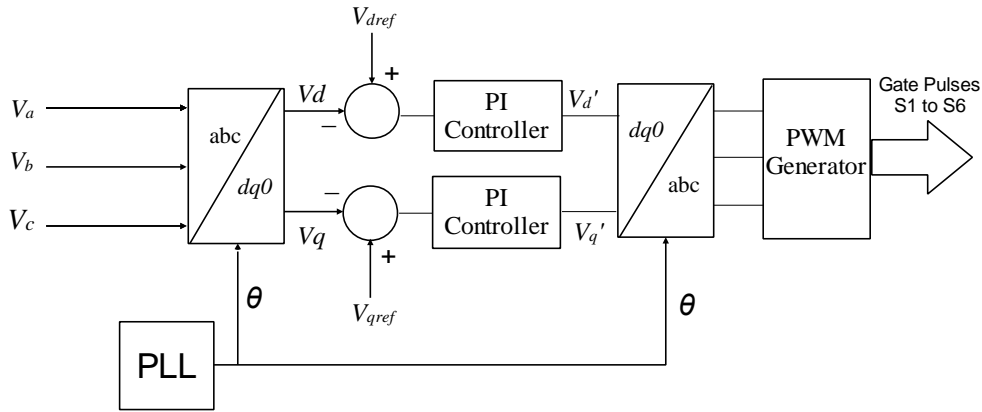 Vdref
+
Va
Vb
Vc
abc
dq0
Vd
−
−
Vq
+
Vqref
PI
Controller
PI
Controller
Vd'
Vq'
dq0
abc
PWM
Generator
Gate Pulses
S1 to S6
θ
θ
PLL